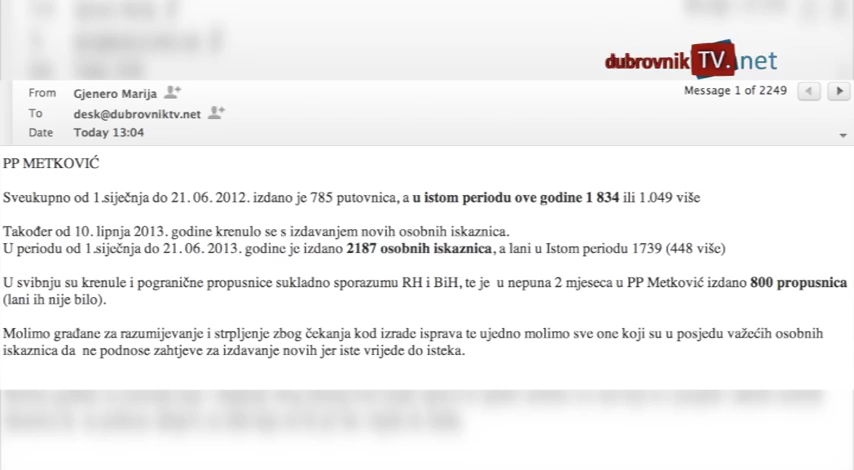 dubrovnik TV.net
From Gjenero Marija Message 1 of 2249
To desk@dubrovniktv.net
Date Today 13:04
PP METKOVIĆ
Sveukupno od 1.siječnja do 21. 06. 2012. izdano je 785 putovnica, a u istom periodu ove godine 1 834 ili 1.049 više
Također od 10. lipnja 2013. godine krenulo se s izdavanjem novih osobnih iskaznica.
U periodu od 1.siječnja do 21.06. 2013. godine je izdano 2187 osobnih iskaznica, a lani u Istom periodu 1739 (448 više)
U svibnju su krenule i pogranične propusnice sukladno sporazumu RH i BiH, te je u nepuna 2 mjeseca u PP Metković izdano 800 propusnica
(lani ih nije bilo).
Molimo građane za razumijevanje i strpljenje zbog čekanja kod izrade isprava te ujedno molimo sve one koji su u posjedu važećih osobnih
iskaznica da ne podnose zahtjeve za izdavanje novih jer iste vrijede do isteka.